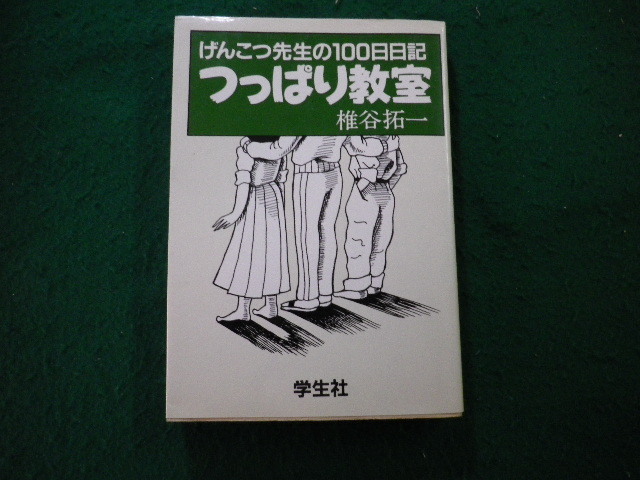 げんこつ先生の100日日記
つっぱり教室
椎谷拓一
学生社